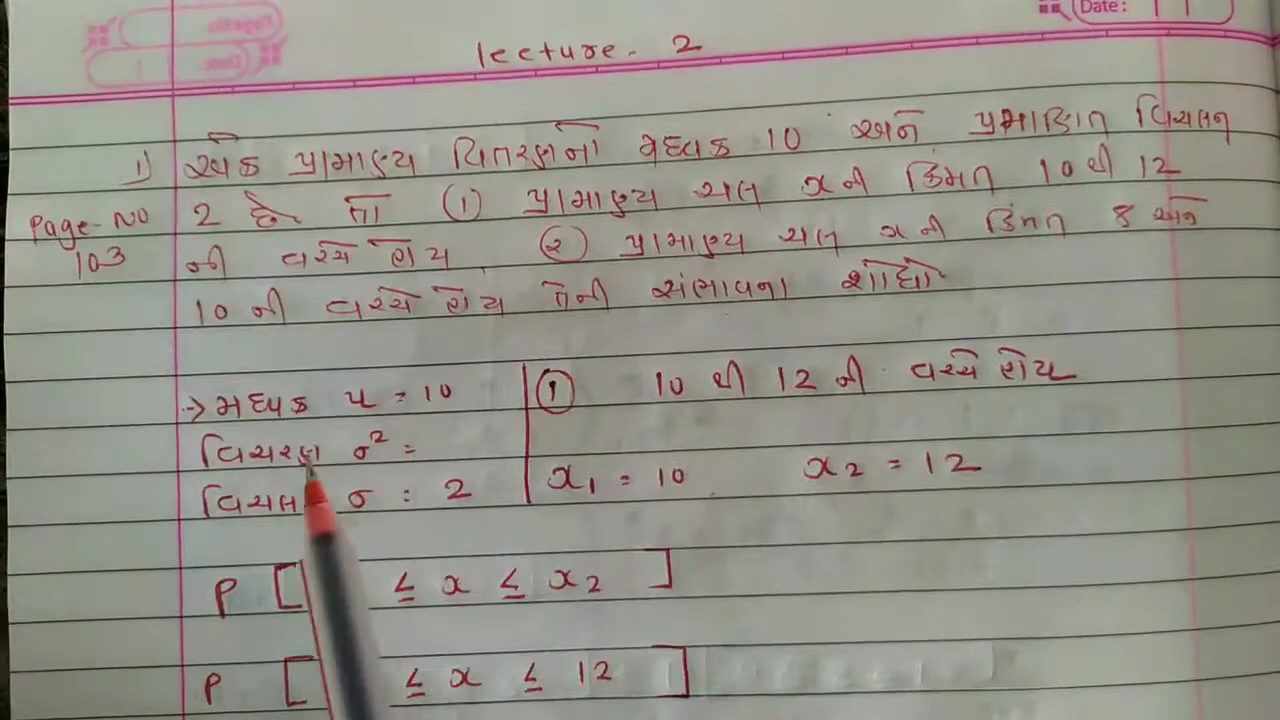 Date:
lecture - 2
1) એક પ્રામાણ્ય વિતરણનો મધ્યક 10 અને પ્રમાણિત વિચલન
Page-No 2 છે તો (1) પ્રામાણ્ય ચલ x ની કિંમત 10 થી 12
103 ની વચ્ચે હોય (2) પ્રામાણ્ય ચલ x ની કિંમત 8 અને
10 ની વચ્ચે હોય તેની સંભાવના શોધો
→ મધ્યક μ = 10 (1) 10 થી 12 ની વચ્ચે હોય
વિચરણ σ² =
σ = 2 x₁ = 10 x₂ = 12
P [ ≤ x ≤ x₂ ]
P [ ≤ x ≤ 12 ]